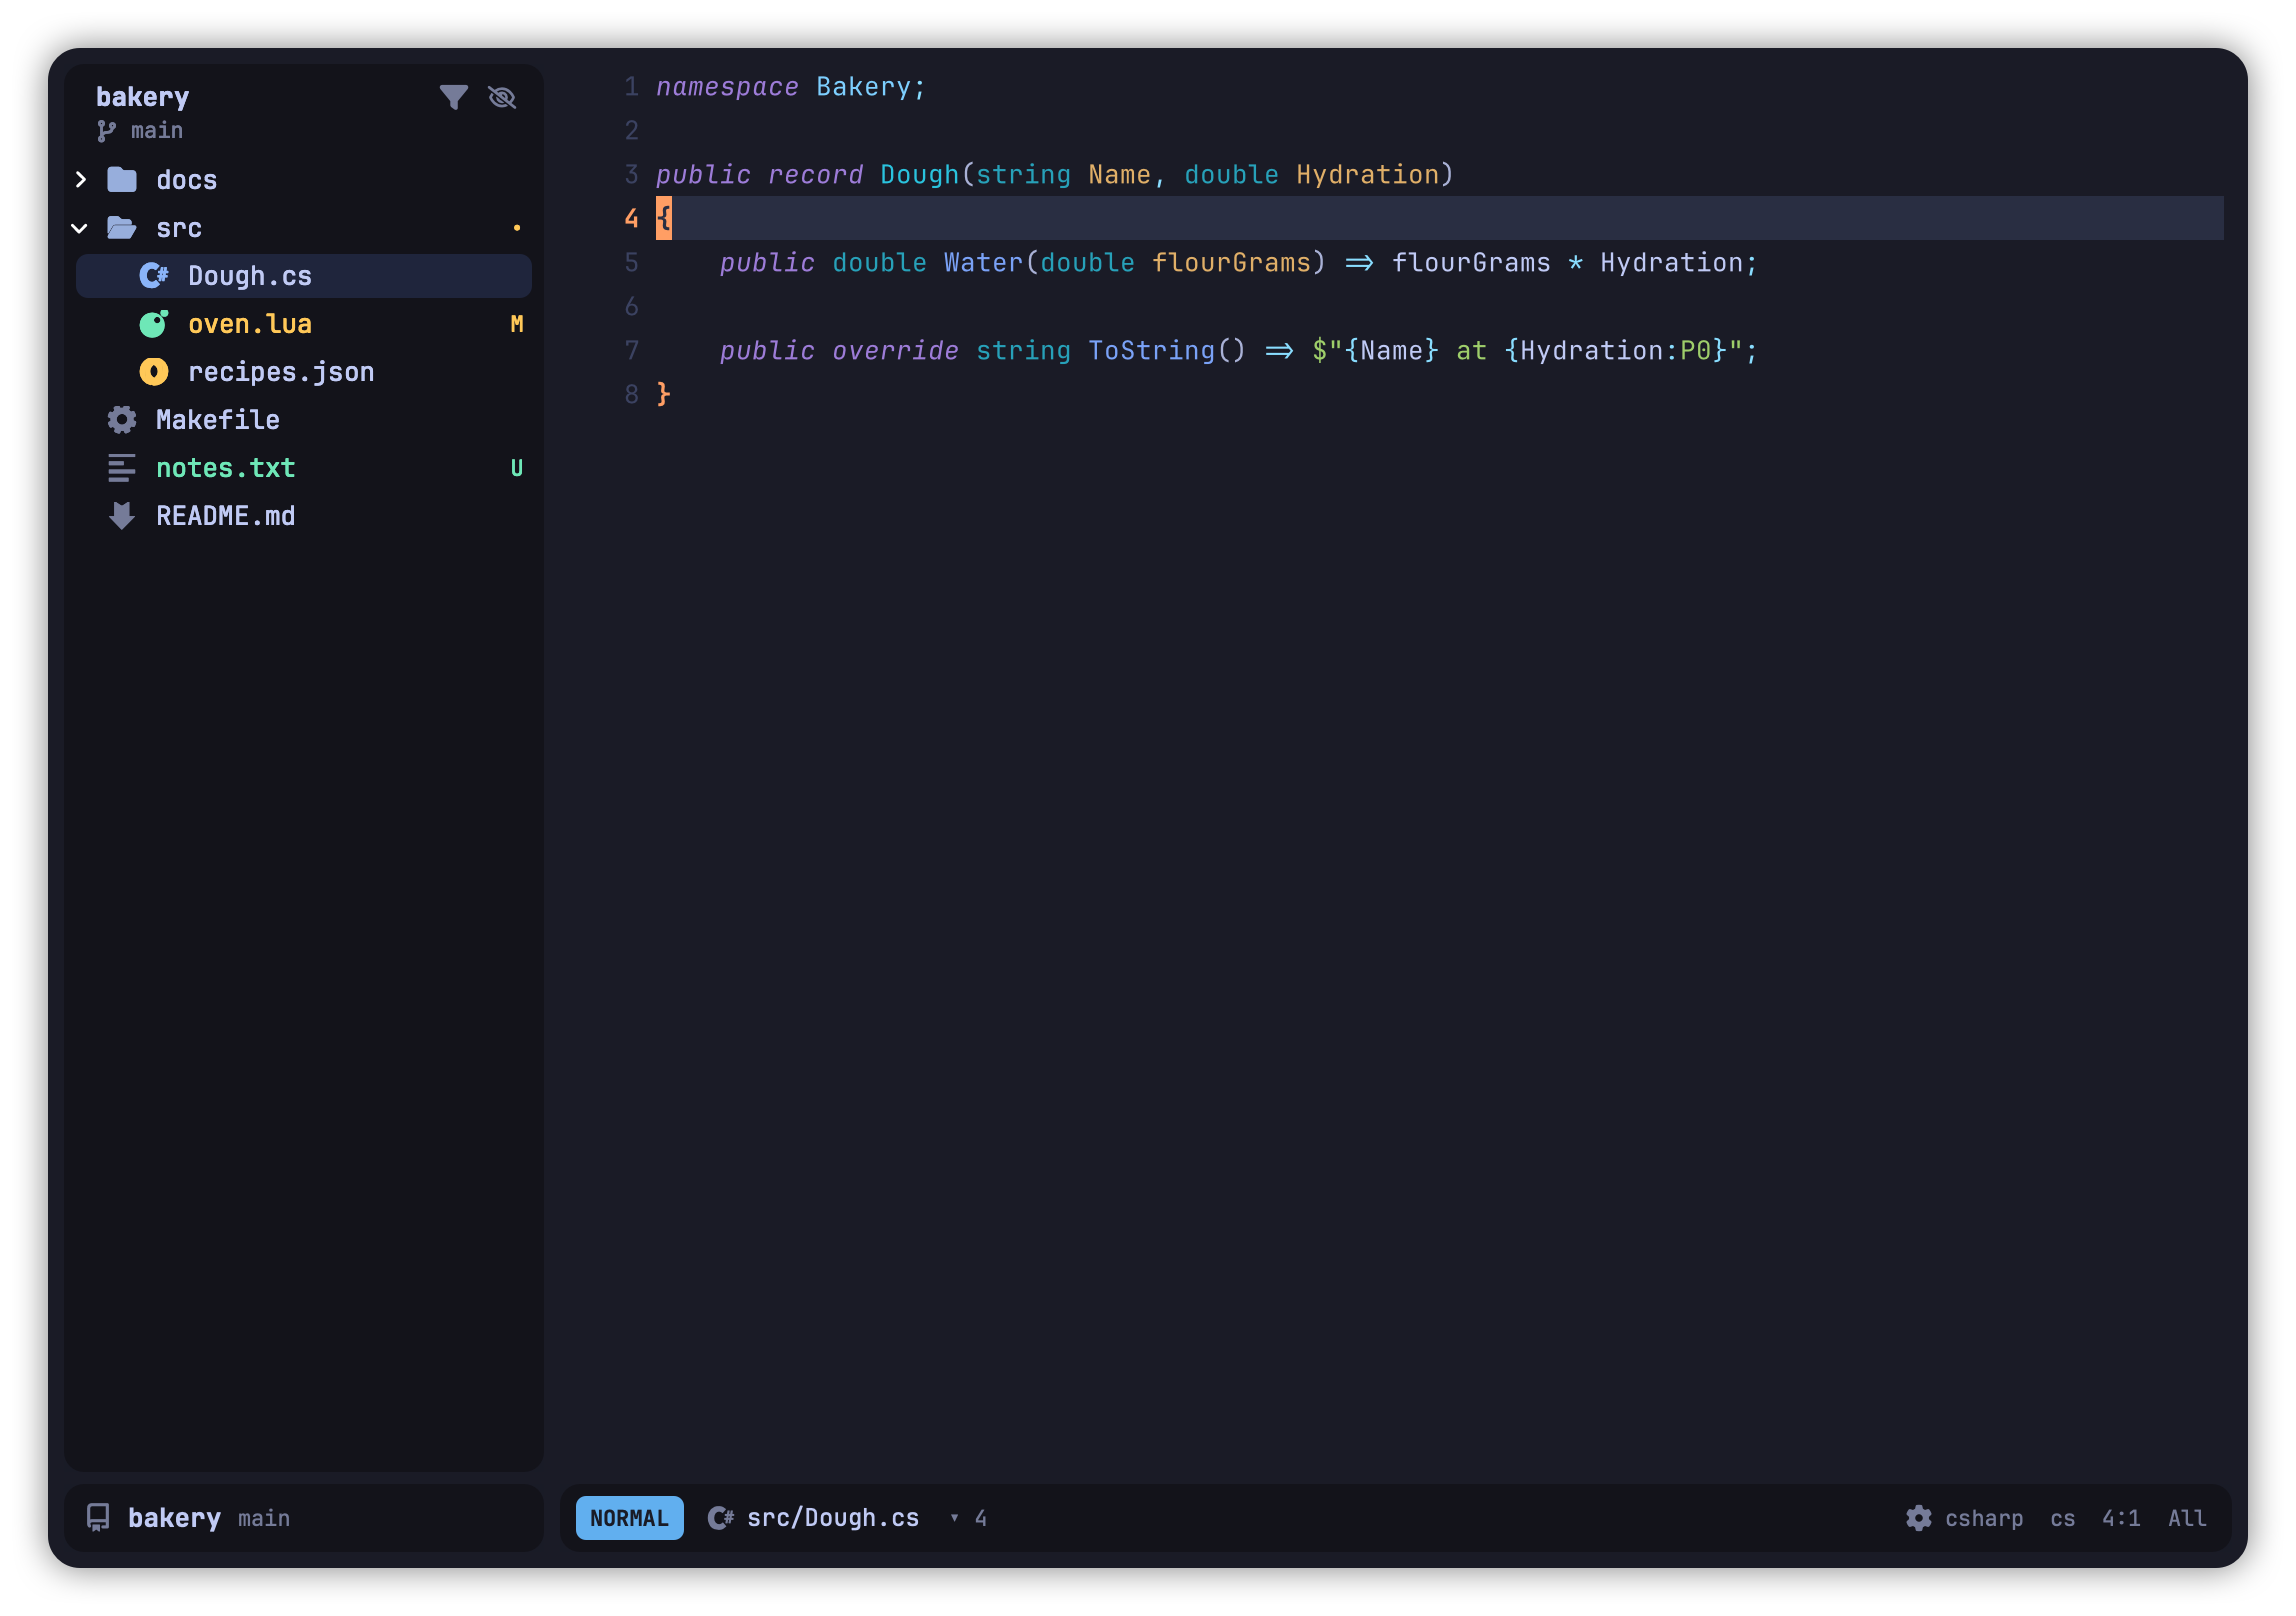 bakery
main
docs
src
Dough.cs
oven.lua M
recipes.json
Makefile
notes.txt U
README.md
1 namespace Bakery;
2
3 public record Dough(string Name, double Hydration)
4 {
5     public double Water(double flourGrams) => flourGrams * Hydration;
6
7     public override string ToString() => $"{Name} at {Hydration:P0}";
8 }
bakery main
NORMAL C# src/Dough.cs ▾ 4 csharp cs 4:1 All